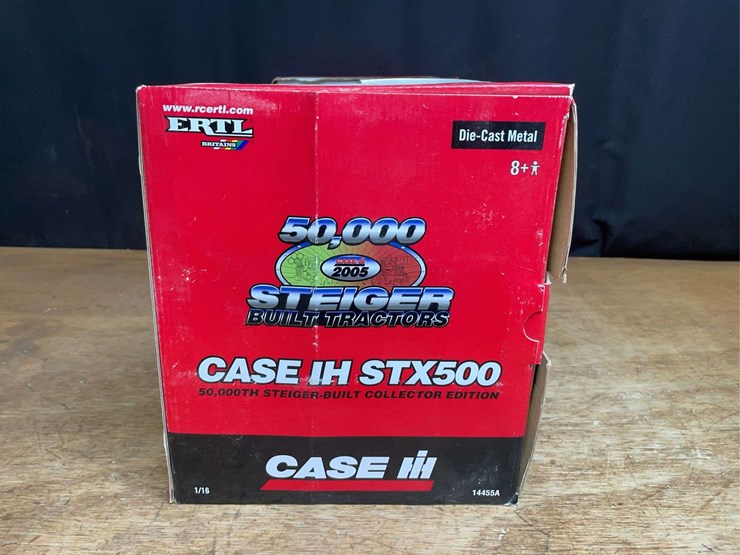 www.rcertl.com
ERTL
BRITAINS
Die-Cast Metal
8+
50,000
2005
STEIGER
BUILT TRACTORS
CASE IH STX500
50,000TH STEIGER-BUILT COLLECTOR EDITION
CASE IH
1/16
14455A